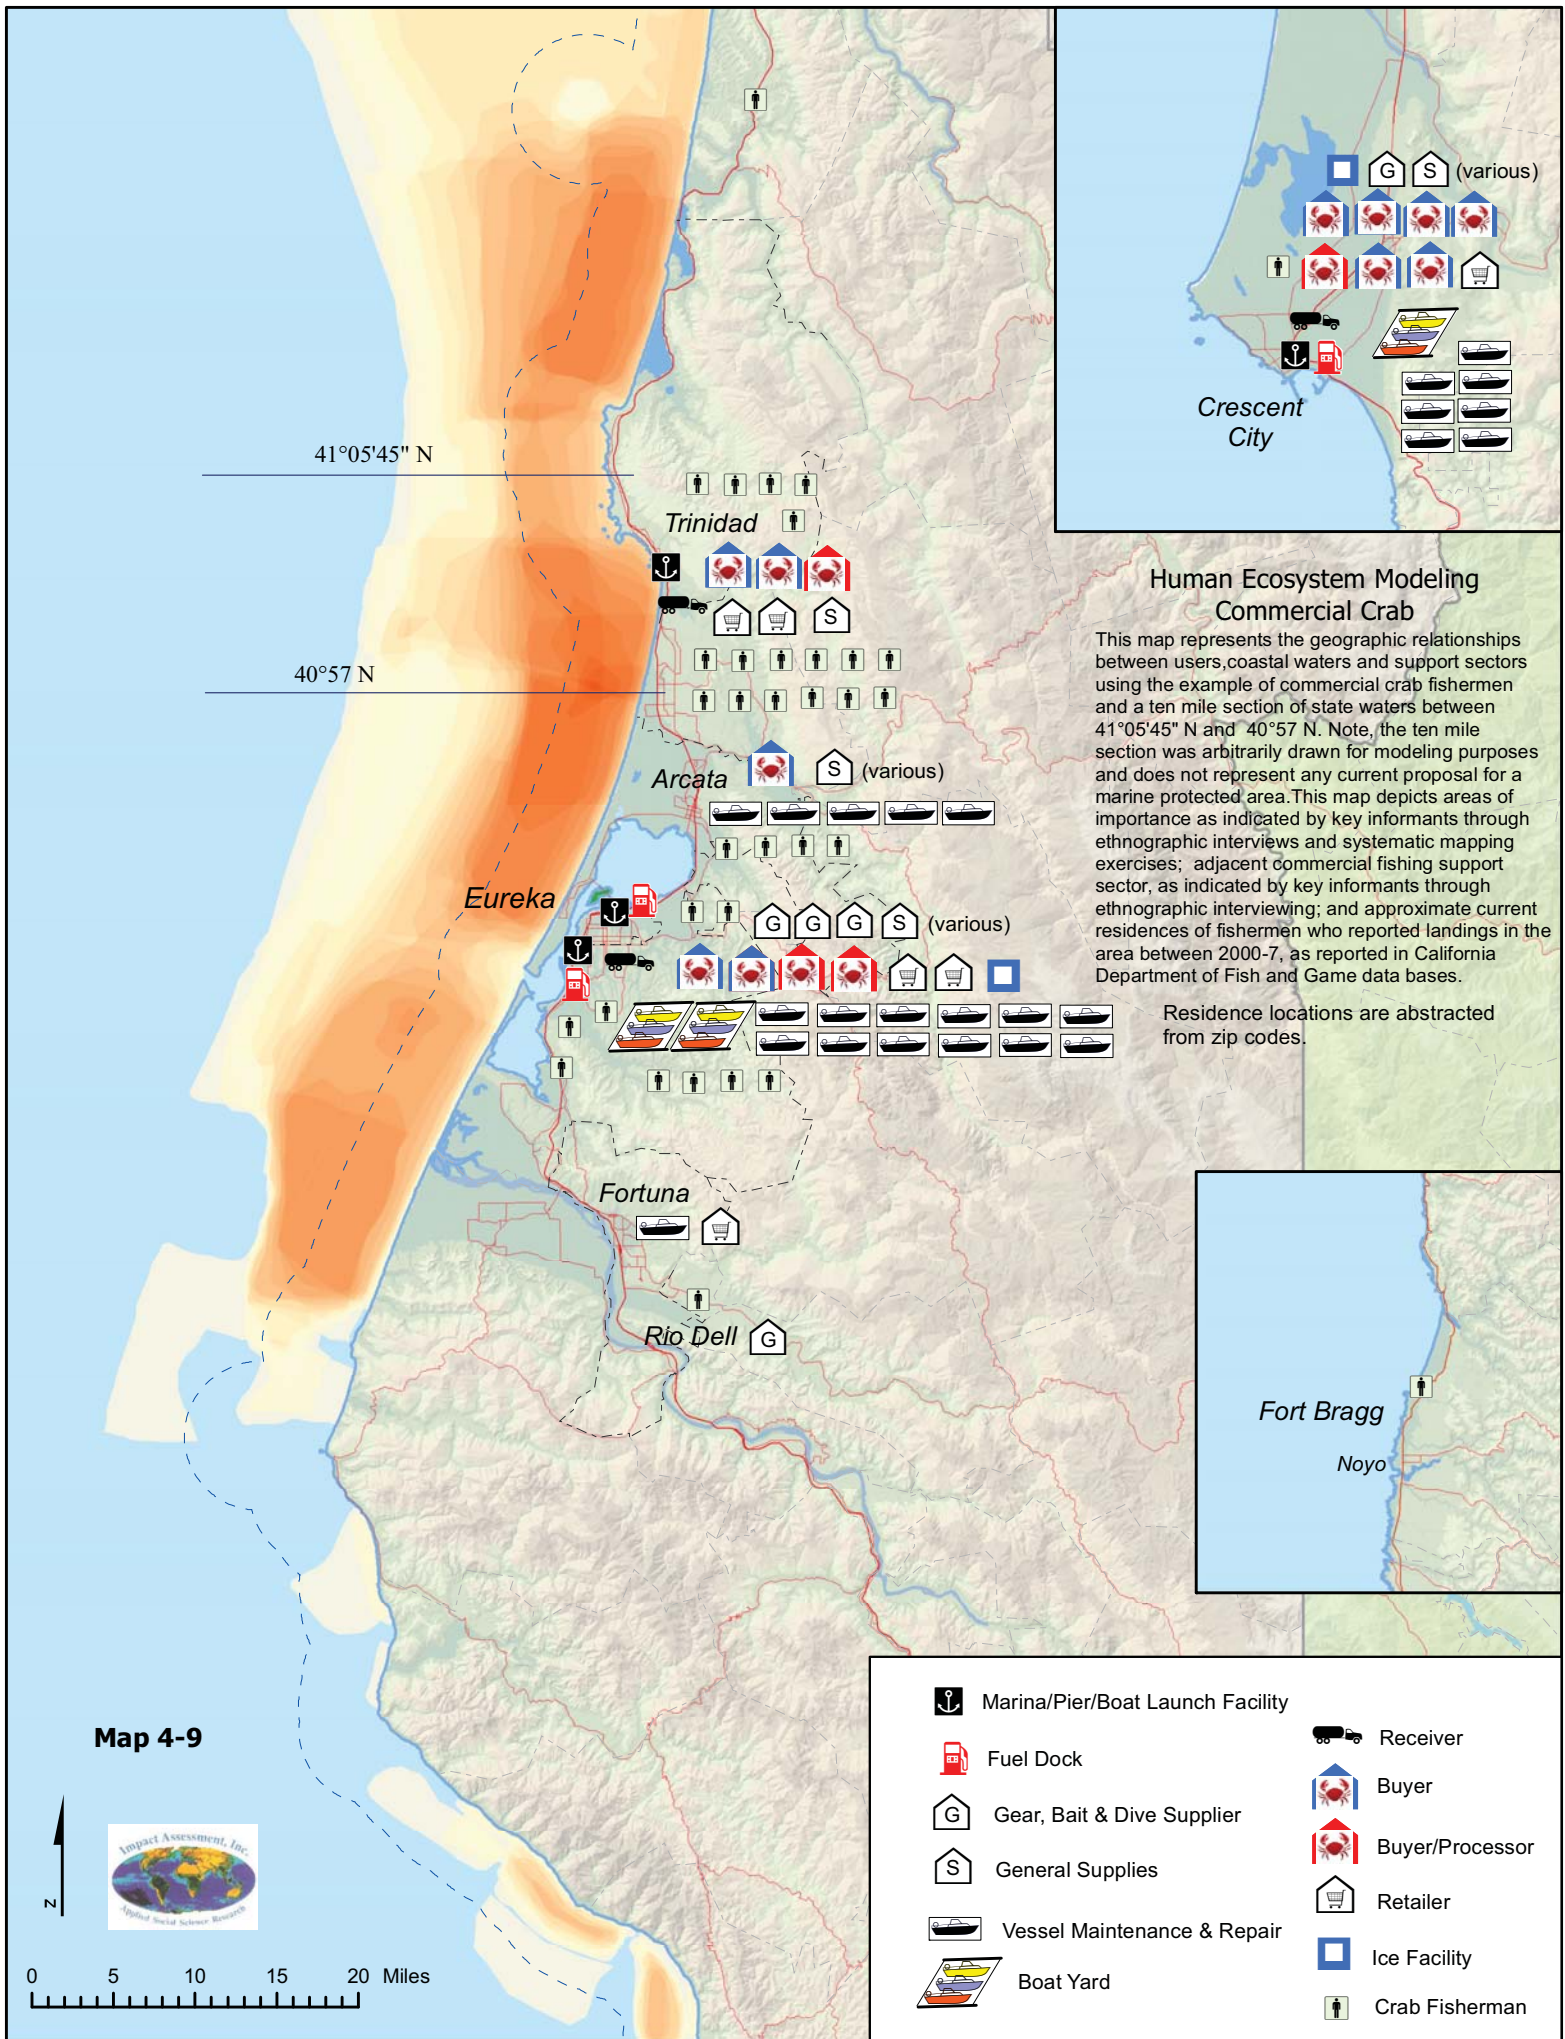 G S (various)
Crescent
City
41°05'45" N
Trinidad
S
40°57 N
Arcata
S (various)
Eureka
G G G S (various)
Fortuna
Rio Dell G
Human Ecosystem Modeling
Commercial Crab
This map represents the geographic relationships
between users,coastal waters and support sectors
using the example of commercial crab fishermen
and a ten mile section of state waters between
41°05'45" N and 40°57 N. Note, the ten mile
section was arbitrarily drawn for modeling purposes
and does not represent any current proposal for a
marine protected area.This map depicts areas of
importance as indicated by key informants through
ethnographic interviews and systematic mapping
exercises; adjacent commercial fishing support
sector, as indicated by key informants through
ethnographic interviewing; and approximate current
residences of fishermen who reported landings in the
area between 2000-7, as reported in California
Department of Fish and Game data bases.
Residence locations are abstracted
from zip codes.
Fort Bragg
Noyo
Map 4-9
Z
Impact Assessment, Inc.
Applied Social Science Research
0 5 10 15 20 Miles
Marina/Pier/Boat Launch Facility
Fuel Dock
G Gear, Bait & Dive Supplier
S General Supplies
Vessel Maintenance & Repair
Boat Yard
Receiver
Buyer
Buyer/Processor
Retailer
Ice Facility
Crab Fisherman